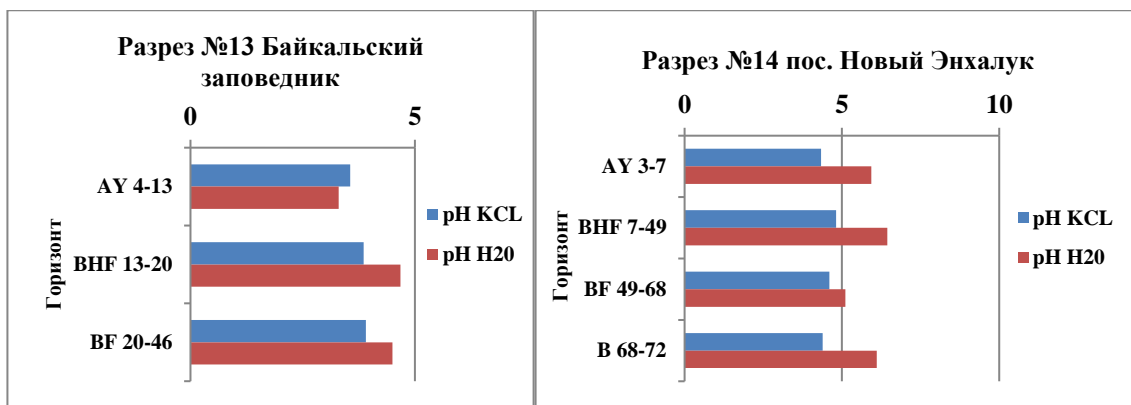 Разрез №13 Байкальский
заповедник
0 5
AY 4-13
BHF 13-20
BF 20-46
Горизонт
pH KCL
pH H20
Разрез №14 пос. Новый Энхалук
0 5 10
AY 3-7
BHF 7-49
BF 49-68
B 68-72
Горизонт
pH KCL
pH H20